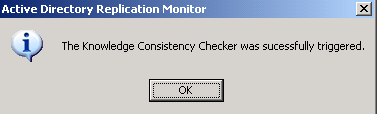 Active Directory Replication Monitor
The Knowledge Consistency Checker was sucessfully triggered.
OK